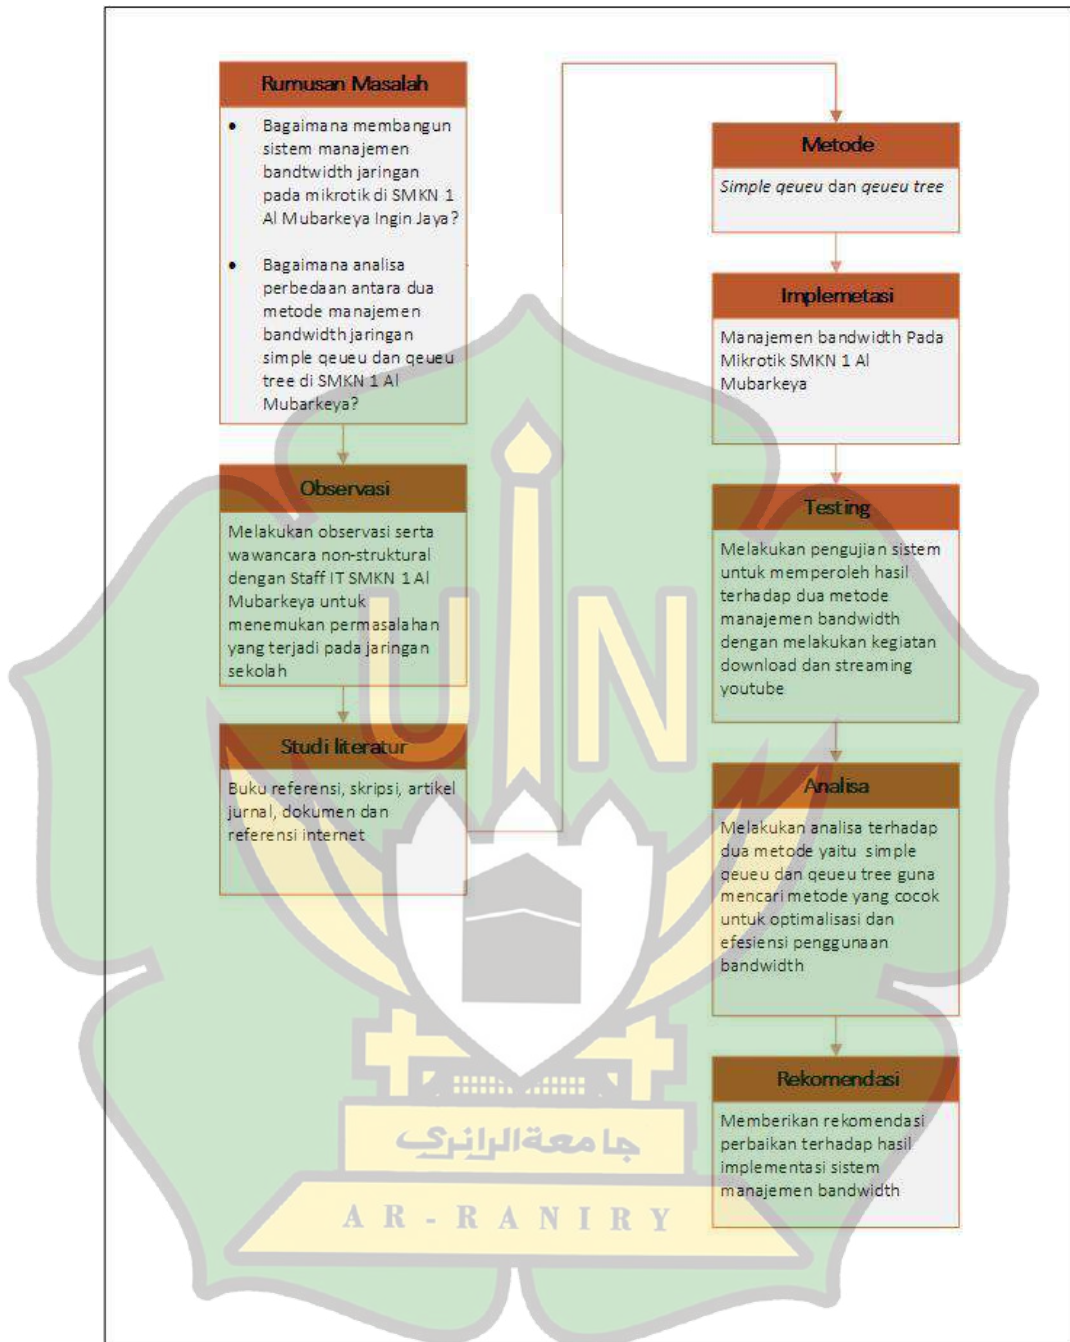 Rumusan Masalah
• Bagaimana membangun
sistem manajemen
bandtwidth jaringan
pada mikrotik di SMKN 1
Al Mubarkeya Ingin Jaya?
• Bagaimana analisa
perbedaan antara dua
metode manajemen
bandwidth jaringan
simple qeueu dan qeueu
tree di SMKN 1 Al
Mubarkeya?
Observasi
Melakukan observasi serta
wawancara non-struktural
dengan Staff IT SMKN 1 Al
Mubarkeya untuk
menemukan permasalahan
yang terjadi pada jaringan
sekolah
Studi literatur
Buku referensi, skripsi, artikel
jurnal, dokumen dan
referensi internet
Metode
Simple qeueu dan qeueu tree
Implemetasi
Manajemen bandwidth Pada
Mikrotik SMKN 1 Al
Mubarkeya
Testing
Melakukan pengujian sistem
untuk memperoleh hasil
terhadap dua metode
manajemen bandwidth
dengan melakukan kegiatan
download dan streaming
youtube
Analisa
Melakukan analisa terhadap
dua metode yaitu simple
qeueu dan qeueu tree guna
mencari metode yang cocok
untuk optimalisasi dan
efesiensi penggunaan
bandwidth
Rekomendasi
Memberikan rekomendasi
perbaikan terhadap hasil
implementasi sistem
manajemen bandwidth
UIN
جامعةالرانري
AR-RANIRY